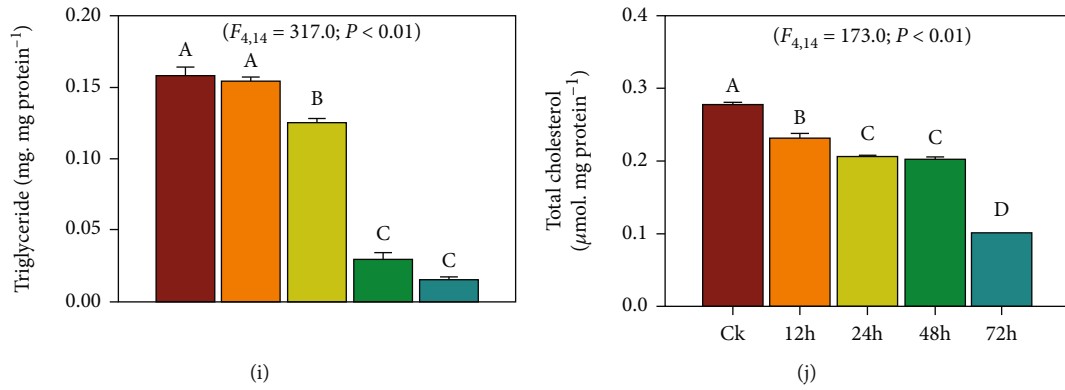 (F4,14 = 317.0; P < 0.01)
Triglyceride (mg. mg protein−1)
0.20
0.15
0.10
0.05
0.00
A
A
B
C
C
(i)
(F4,14 = 173.0; P < 0.01)
Total cholesterol
(μmol. mg protein−1)
0.4
0.3
0.2
0.1
0.0
A
B
C
C
D
Ck
12h
24h
48h
72h
(j)